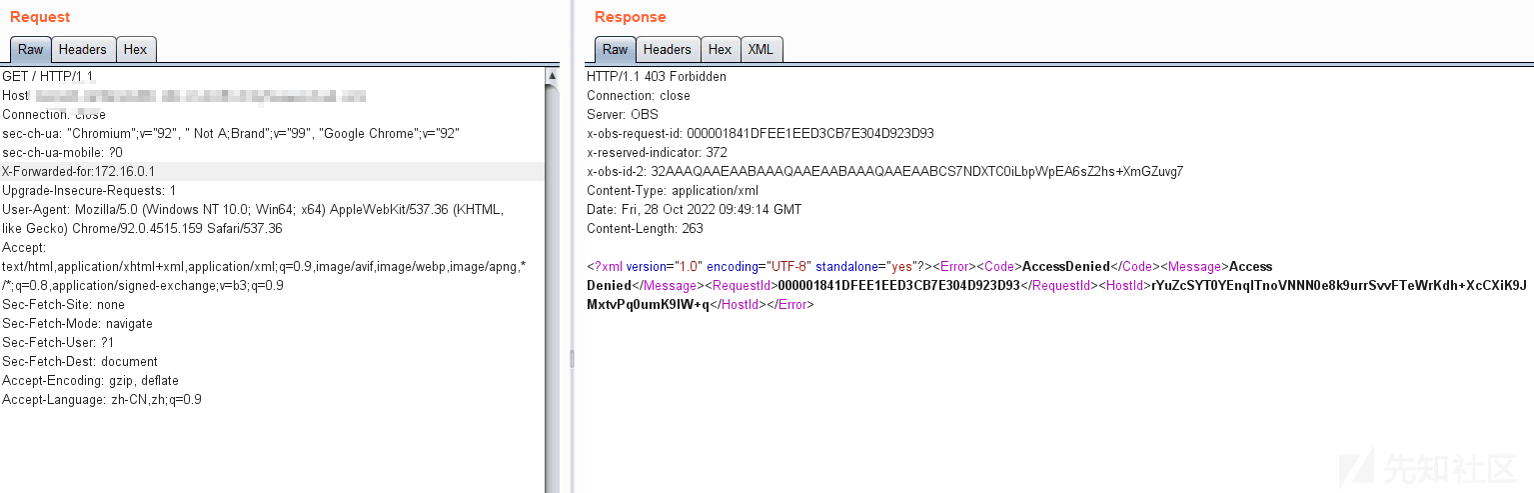 Request
Raw Headers Hex
GET / HTTP/1.1
Host
Connection: close
sec-ch-ua: "Chromium";v="92", " Not A;Brand";v="99", "Google Chrome";v="92"
sec-ch-ua-mobile: ?0
X-Forwarded-for:172.16.0.1
Upgrade-Insecure-Requests: 1
User-Agent: Mozilla/5.0 (Windows NT 10.0; Win64; x64) AppleWebKit/537.36 (KHTML,
like Gecko) Chrome/92.0.4515.159 Safari/537.36
Accept:
text/html,application/xhtml+xml,application/xml;q=0.9,image/avif,image/webp,image/apng,*
/*;q=0.8,application/signed-exchange;v=b3;q=0.9
Sec-Fetch-Site: none
Sec-Fetch-Mode: navigate
Sec-Fetch-User: ?1
Sec-Fetch-Dest: document
Accept-Encoding: gzip, deflate
Accept-Language: zh-CN,zh;q=0.9
Response
Raw Headers Hex XML
HTTP/1.1 403 Forbidden
Connection: close
Server: OBS
x-obs-request-id: 000001841DFEE1EED3CB7E304D923D93
x-reserved-indicator: 372
x-obs-id-2: 32AAAQAAEAABAAAQAAEAABAAAQAAEAABCS7NDXTC0iLbpWpEA6sZ2hs+XmGZuvg7
Content-Type: application/xml
Date: Fri, 28 Oct 2022 09:49:14 GMT
Content-Length: 263
<?xml version="1.0" encoding="UTF-8" standalone="yes"?><Error><Code>AccessDenied</Code><Message>Access
Denied</Message><RequestId>000001841DFEE1EED3CB7E304D923D93</RequestId><HostId>rYuZcSYT0YEnqITnoVNNN0e8k9urrSvvFTeWrKdh+XcCXiK9J
MxtvPq0umK9IW+q</HostId></Error>
先知社区